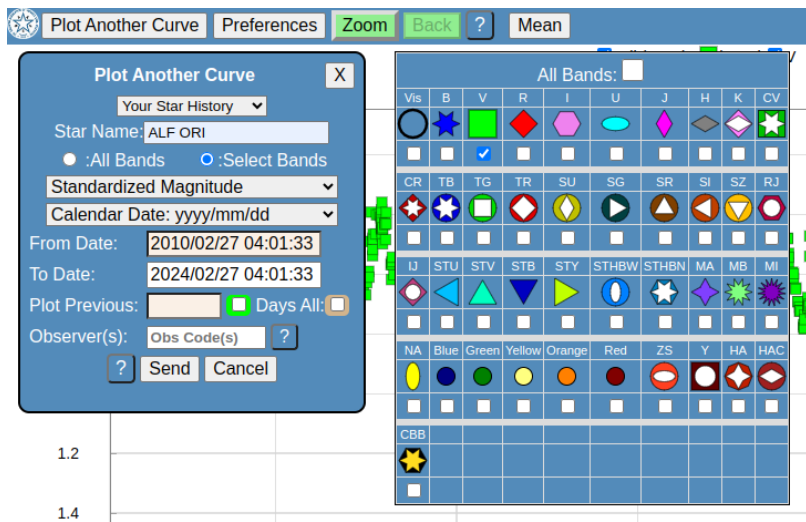 Plot Another Curve Preferences Zoom Back ? Mean
Plot Another Curve X
Your Star History
Star Name: ALF ORI
:All Bands :Select Bands
Standardized Magnitude
Calendar Date: yyyy/mm/dd
From Date: 2010/02/27 04:01:33
To Date: 2024/02/27 04:01:33
Plot Previous: Days All:
Observer(s): Obs Code(s) ?
? Send Cancel
All Bands:
Vis B V R I U J H K CV
CR TB TG TR SU SG SR SI SZ RJ
IJ STU STV STB STY STHBW STHBN MA MB MI
NA Blue Green Yellow Orange Red ZS Y HA HAC
CBB
1.2
1.4